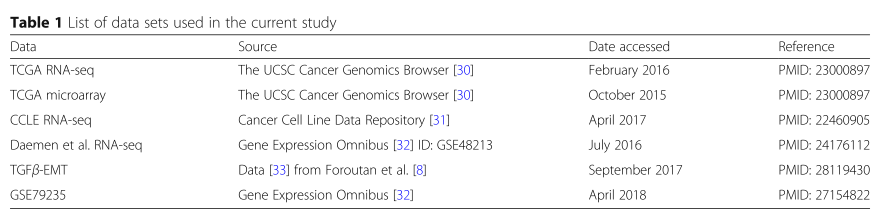 Table 1 List of data sets used in the current study
Data Source Date accessed Reference
TCGA RNA-seq The UCSC Cancer Genomics Browser [30] February 2016 PMID: 23000897
TCGA microarray The UCSC Cancer Genomics Browser [30] October 2015 PMID: 23000897
CCLE RNA-seq Cancer Cell Line Data Repository [31] April 2017 PMID: 22460905
Daemen et al. RNA-seq Gene Expression Omnibus [32] ID: GSE48213 July 2016 PMID: 24176112
TGFβ-EMT Data [33] from Foroutan et al. [8] September 2017 PMID: 28119430
GSE79235 Gene Expression Omnibus [32] April 2018 PMID: 27154822